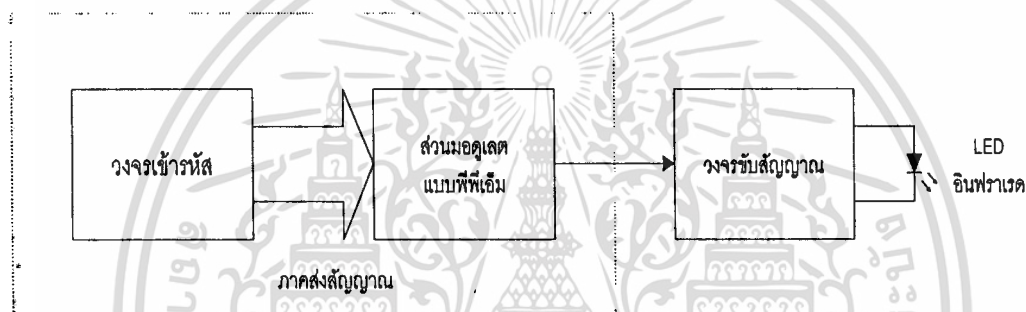 วงจรเข้ารหัส
ส่วนมอดูเลต
แบบพีพีเอ็ม
วงจรขับสัญญาณ
LED
อินฟราเรด
ภาคส่งสัญญาณ